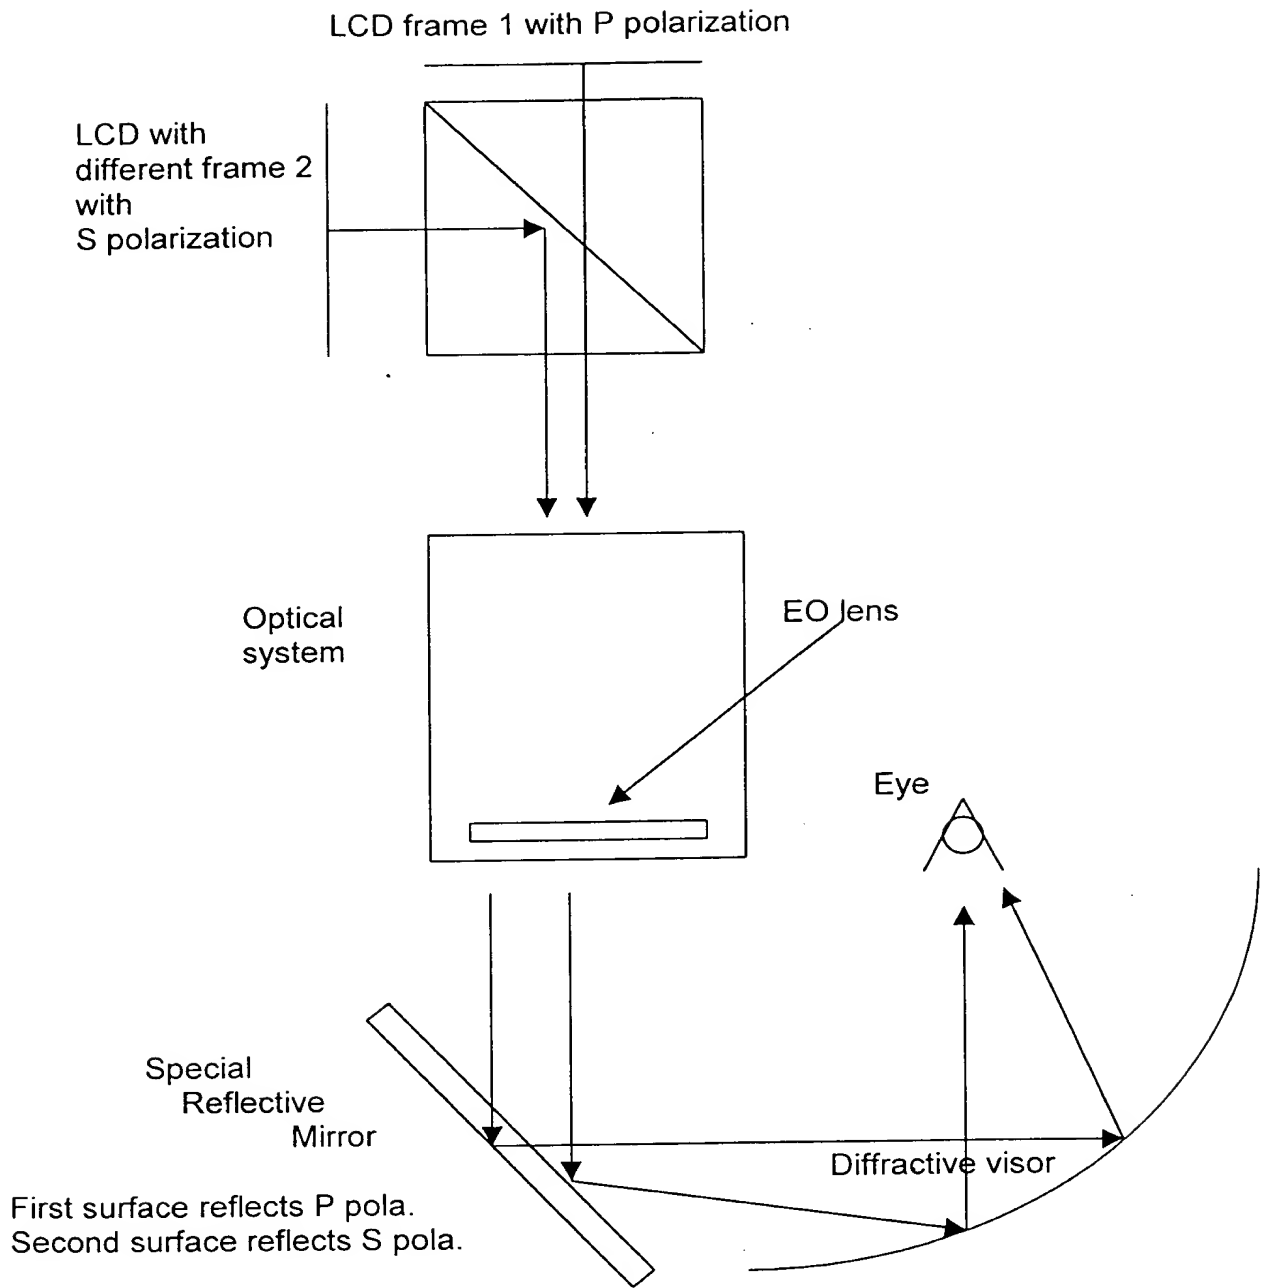 LCD frame 1 with P polarization
LCD with
different frame 2
with
S polarization
Optical
system
EO lens
Eye
Special
Reflective
Mirror
Diffractive visor
First surface reflects P pola.
Second surface reflects S pola.